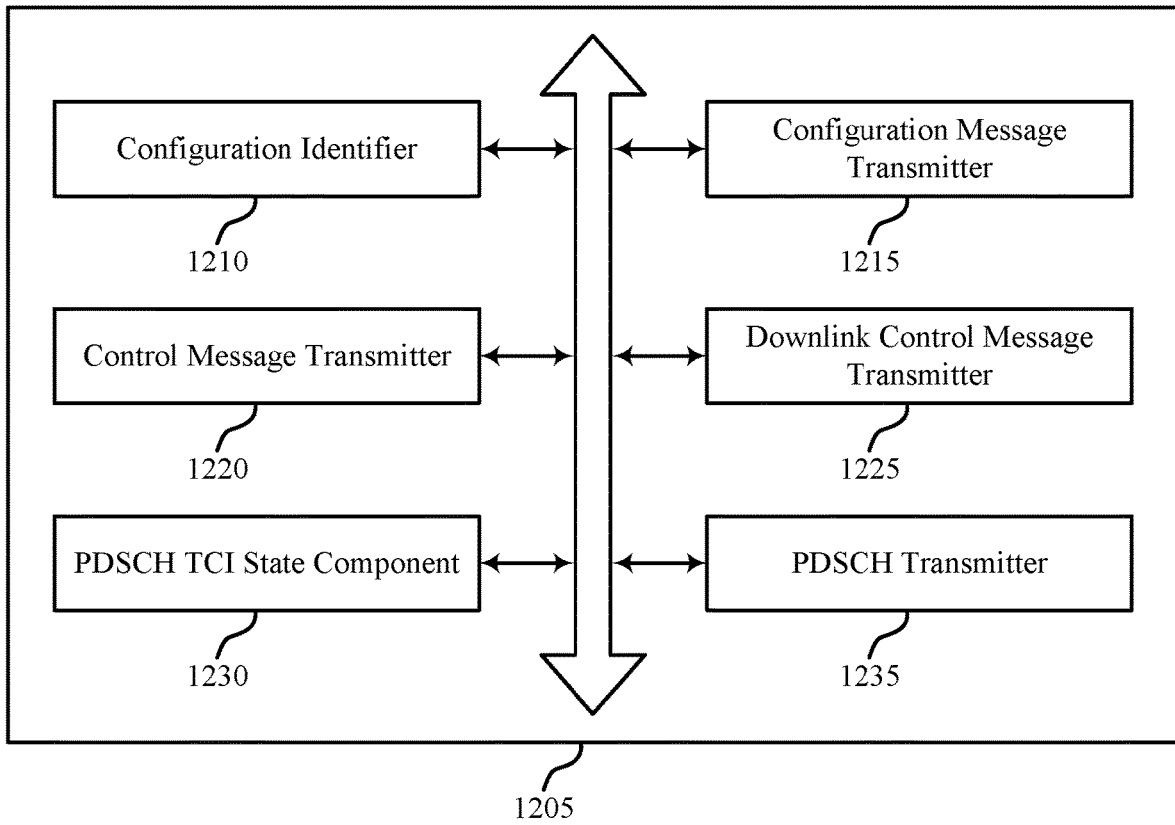 Configuration Identifier
1210
Configuration Message
Transmitter
1215
Control Message Transmitter
1220
Downlink Control Message
Transmitter
1225
PDSCH TCI State Component
1230
PDSCH Transmitter
1235
1205